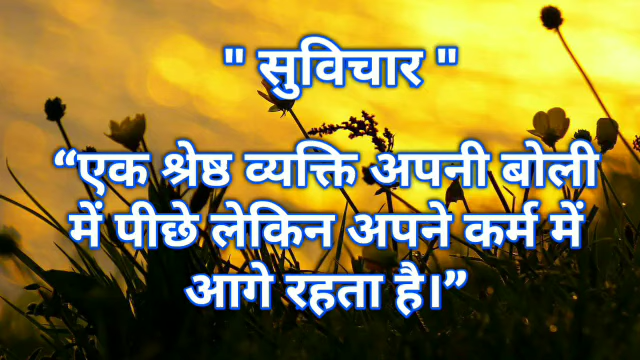 " सुविचार "
“एक श्रेष्ठ व्यक्ति अपनी बोली
में पीछे लेकिन अपने कर्म में
आगे रहता है।”